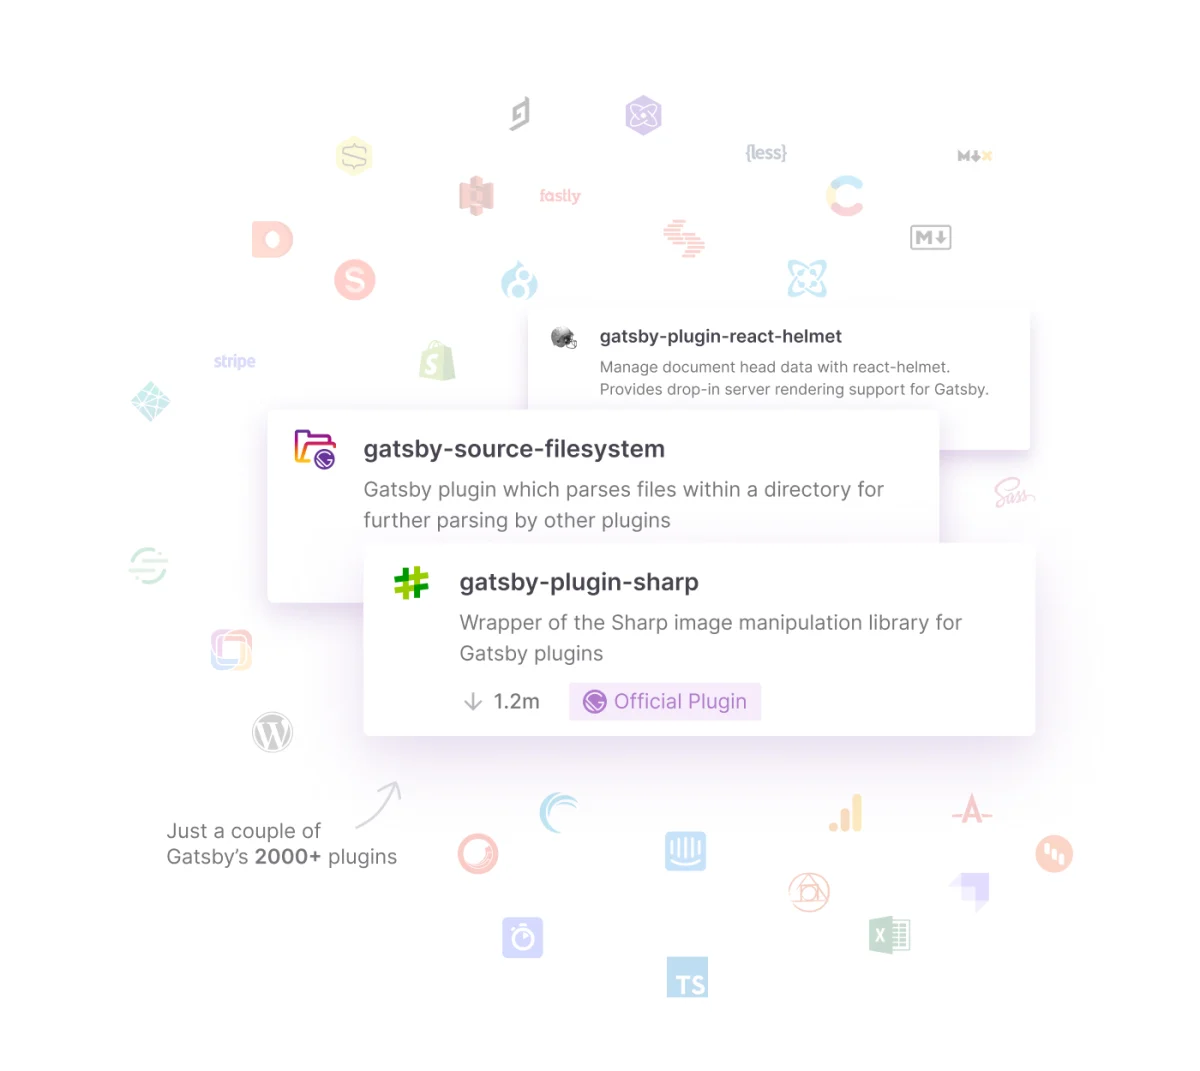 {less}
M
fastly
M
S
8
gatsby-plugin-react-helmet
Manage document head data with react-helmet.
Provides drop-in server rendering support for Gatsby.
stripe
S
gatsby-source-filesystem
Gatsby plugin which parses files within a directory for
further parsing by other plugins
Sass
gatsby-plugin-sharp
Wrapper of the Sharp image manipulation library for
Gatsby plugins
1.2m
Official Plugin
W
Just a couple of
Gatsby’s 2000+ plugins
X
TS